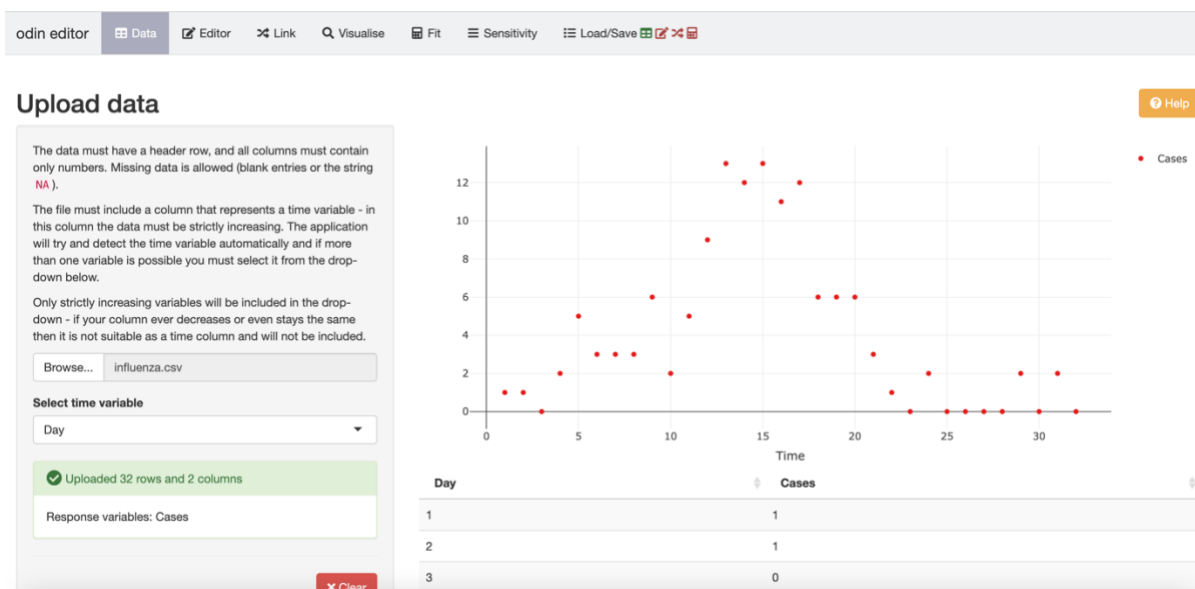 odin editor Data Editor Link Visualise Fit Sensitivity Load/Save
Upload data
Help
The data must have a header row, and all columns must contain
only numbers. Missing data is allowed (blank entries or the string
NA ).
The file must include a column that represents a time variable - in
this column the data must be strictly increasing. The application
will try and detect the time variable automatically and if more
than one variable is possible you must select it from the drop-
down below.
Only strictly increasing variables will be included in the drop-
down - if your column ever decreases or even stays the same
then it is not suitable as a time column and will not be included.
Browse... influenza.csv
Select time variable
Day
Uploaded 32 rows and 2 columns
Response variables: Cases
Clear
Cases
12
10
8
6
4
2
0
0 5 10 15 20 25 30
Time
Day Cases
1 1
2 1
3 0